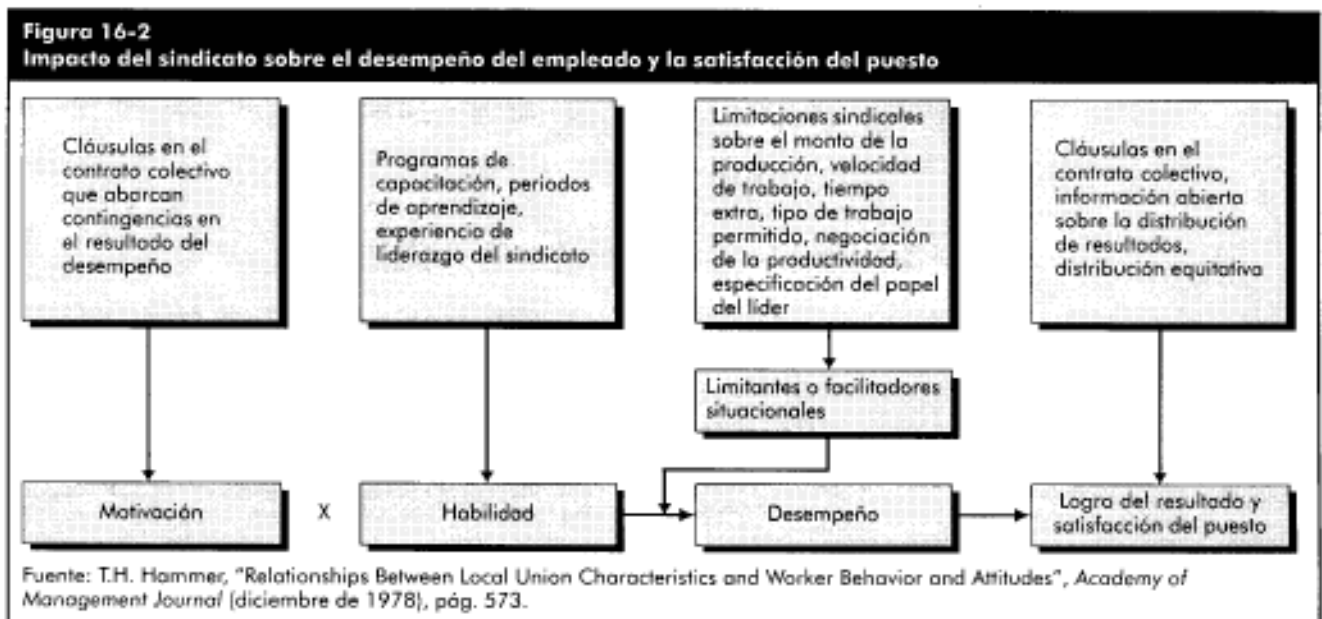 Figura 16-2
Impacto del sindicato sobre el desempeño del empleado y la satisfacción del puesto
Cláusulas en el
contrato colectivo
que abarcan
contingencias en
el resultado del
desempeño
Programas de
capacitación, periodos
de aprendizaje,
experiencia de
liderazgo del sindicato
Limitaciones sindicales
sobre el monto de la
producción, velocidad
de trabajo, tiempo
extra, tipo de trabajo
permitido, negociación
de la productividad,
especificación del papel
del líder
Cláusulas en el
contrato colectivo,
información abierta
sobre la distribución
de resultados,
distribución equitativa
Limitantes o facilitadores
situacionales
Motivación
X
Habilidad
Desempeño
Logra del resultado y
satisfacción del puesto
Fuente: T.H. Hammer, "Relationships Between Local Union Characteristics and Worker Behavior and Attitudes", Academy of
Management Journal (diciembre de 1978), pág. 573.